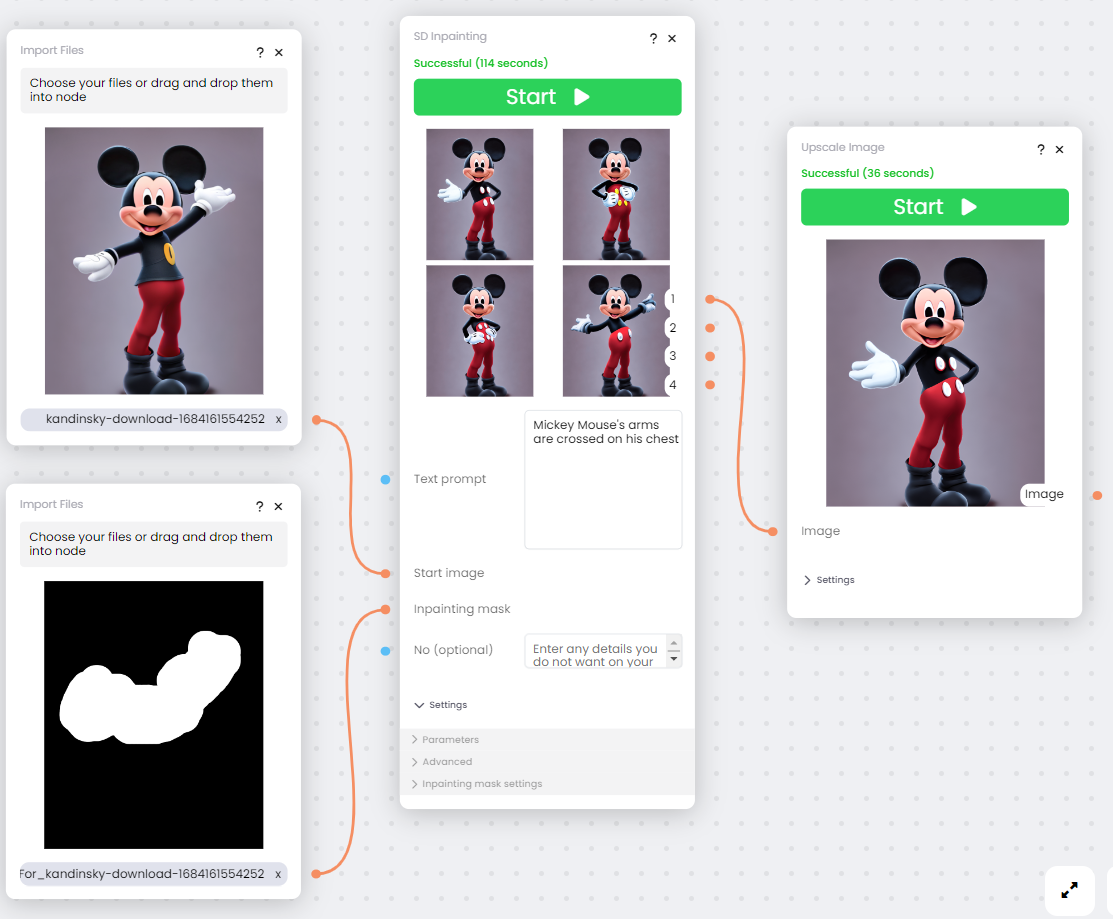 Import Files
?
×
Choose your files or drag and drop them
into node
kandinsky-download-1684161554252 x
Import Files
?
×
Choose your files or drag and drop them
into node
For_kandinsky-download-1684161554252 x
SD Inpainting
?
×
Successful (114 seconds)
Start
1
2
3
4
Text prompt
Mickey Mouse's arms
are crossed on his chest
Start image
Inpainting mask
No (optional)
Enter any details you
do not want on your
Settings
Parameters
Advanced
Inpainting mask settings
Upscale Image
?
×
Successful (36 seconds)
Start
Image
Image
Settings